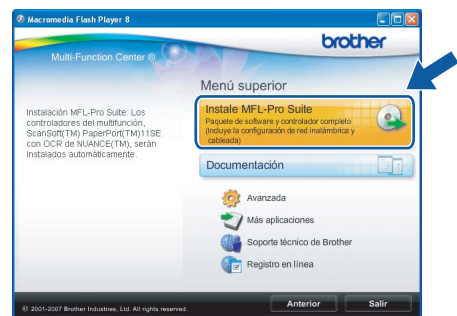 Macromedia Flash Player 8
brother
Multi-Function Center ®
Menú superior
Instalación MFL-Pro Suite: Los
controladores del multifunción,
ScanSoft(TM) PaperPort(TM)11SE
con OCR de NUANCE(TM), serán
instalados automáticamente.
Instale MFL-Pro Suite
Paquete de software y controlador completo
(Incluye la configuración de red inalámbrica y
cableada)
Documentación
Avanzada
Más aplicaciones
Soporte técnico de Brother
Registro en línea
© 2001-2007 Brother Industries, Ltd. All rights reserved.
Anterior
Salir